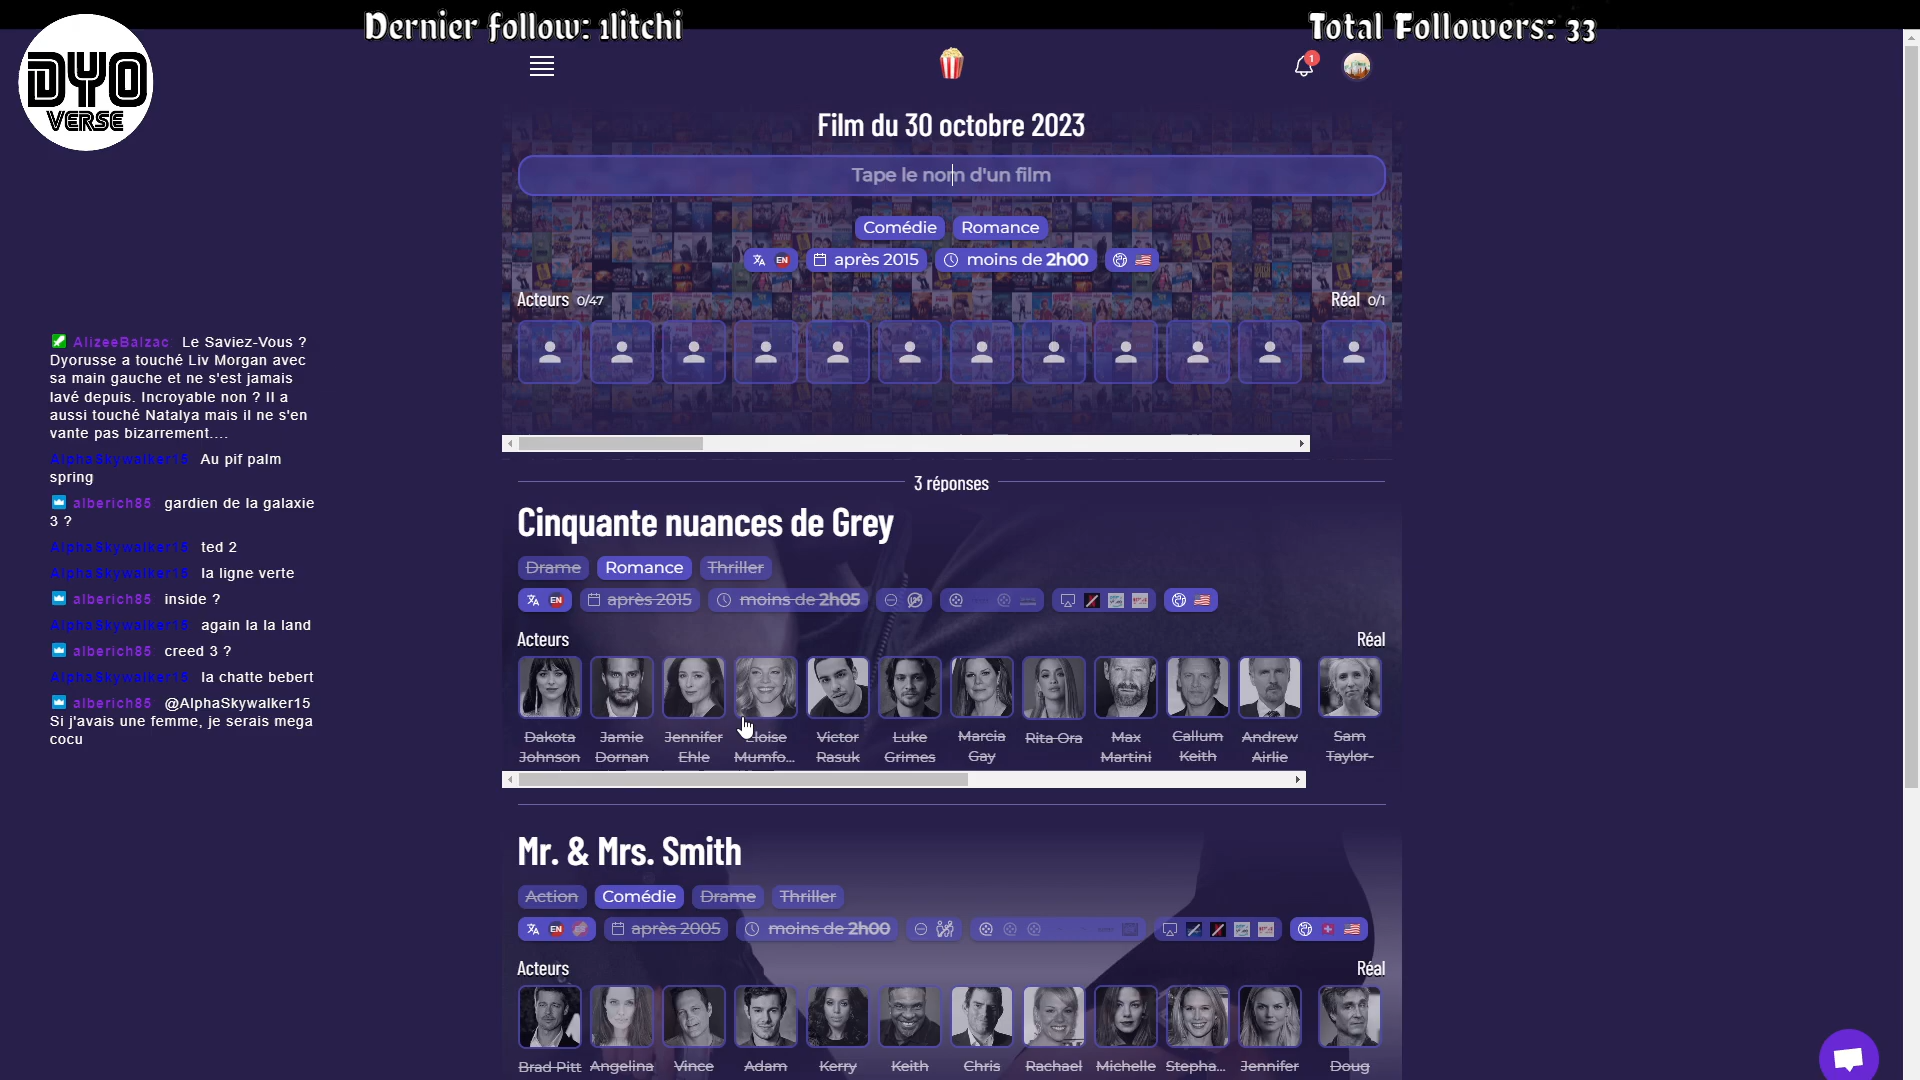 Dernier follow: 1litchi
Total Followers: 33
DYO
VERSE
1
Film du 30 octobre 2023
Tape le nom d'un film
Comédie
Romance
EN
après 2015
moins de 2h00
Acteurs 0/47
Réal 0/1
AlizeeBalzac Le Saviez-Vous ?
Dyorusse a touché Liv Morgan avec
sa main gauche et ne s'est jamais
lavé depuis. Incroyable non ? Il a
aussi touché Natalya mais il ne s'en
vante pas bizarrement....
AlphaSkywalker15 Au pif palm
spring
alberich85 gardien de la galaxie
3 ?
AlphaSkywalker15 ted 2
AlphaSkywalker15 la ligne verte
alberich85 inside ?
AlphaSkywalker15 again la la land
alberich85 creed 3 ?
AlphaSkywalker15 la chatte bebert
alberich85 @AlphaSkywalker15
Si j'avais une femme, je serais mega
cocu
3 réponses
Cinquante nuances de Grey
Drame
Romance
Thriller
EN
après 2015
moins de 2h05
Acteurs
Réal
Dakota
Johnson
Jamie
Dornan
Jennifer
Ehle
Eloise
Mumfo...
Victor
Rasuk
Luke
Grimes
Marcia
Gay
Rita Ora
Max
Martini
Callum
Keith
Andrew
Airlie
Sam
Taylor-
Mr. & Mrs. Smith
Action
Comédie
Drame
Thriller
EN
après 2005
moins de 2h00
Acteurs
Réal
Brad Pitt
Angelina
Vince
Adam
Kerry
Keith
Chris
Rachael
Michelle
Stepha...
Jennifer
Doug